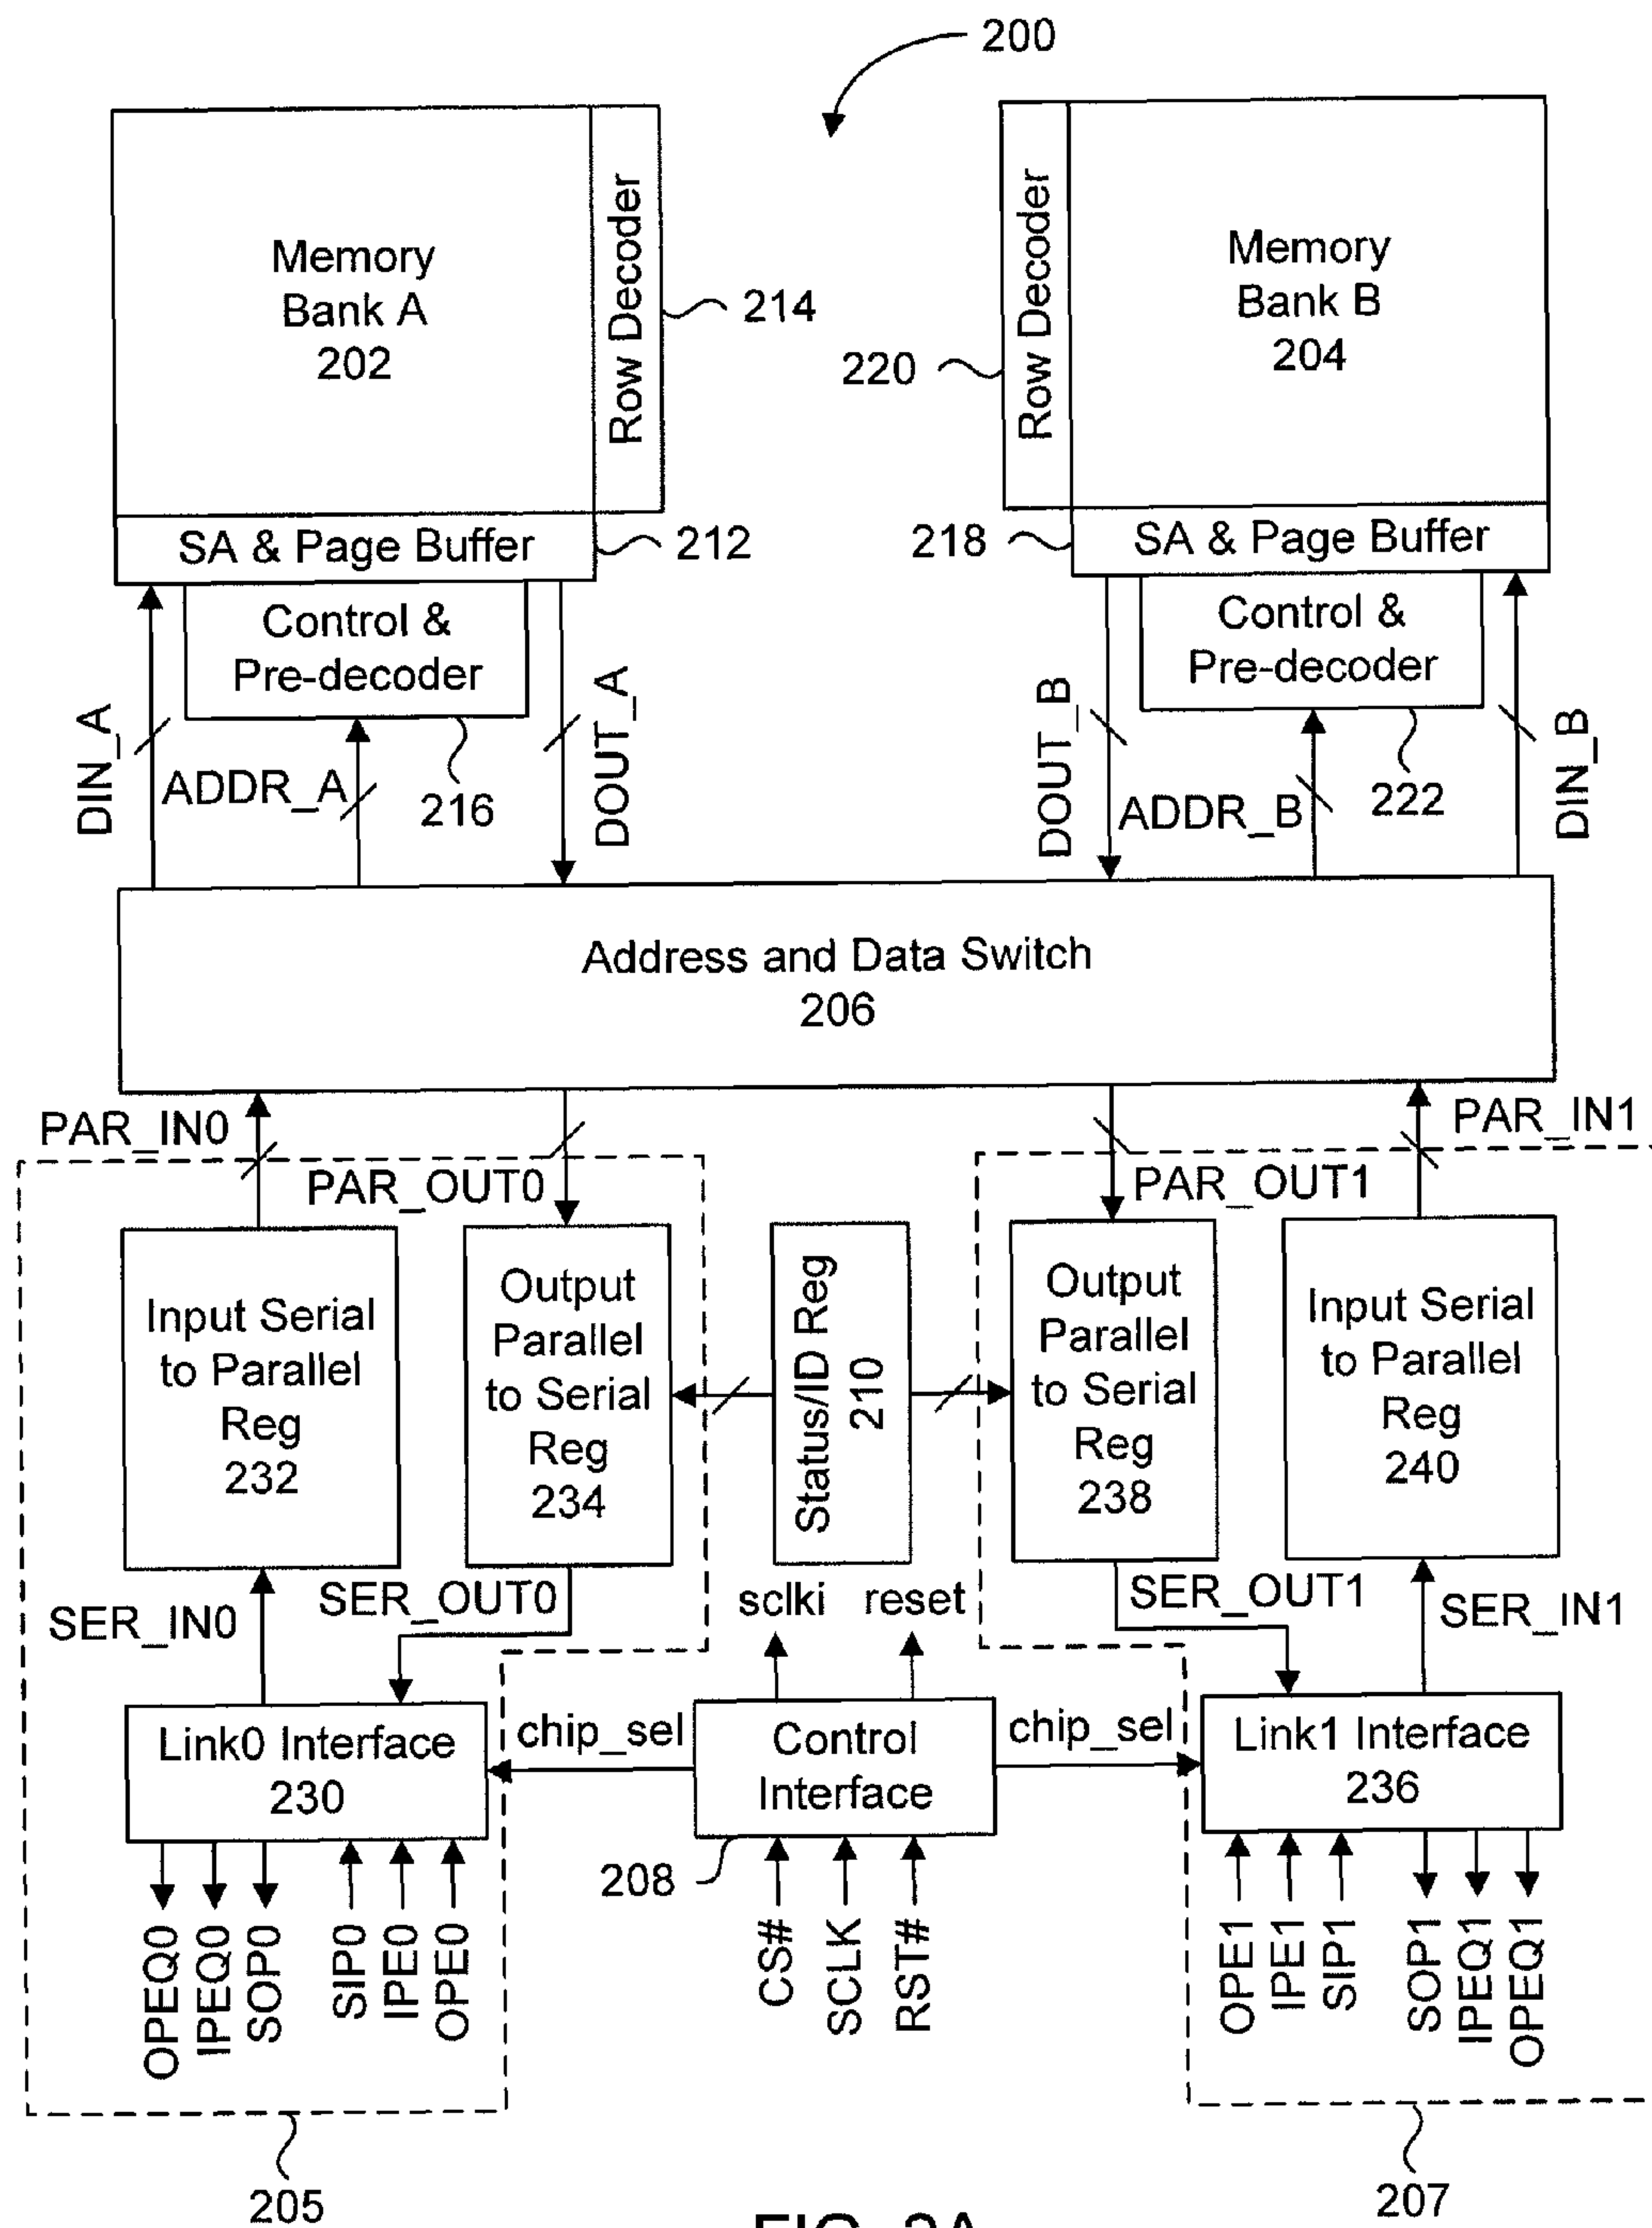 200
Memory
Bank A
202
Row Decoder
214
Row Decoder
220
Memory
Bank B
204
SA & Page Buffer
212
218
SA & Page Buffer
Control &
Pre-decoder
216
Control &
Pre-decoder
222
DIN_A
ADDR_A
DOUT_A
DOUT_B
ADDR_B
DIN_B
Address and Data Switch
206
PAR_IN0
PAR_OUT0
PAR_OUT1
PAR_IN1
Input Serial
to Parallel
Reg
232
Output
Parallel
to Serial
Reg
234
Status/ID Reg
210
Output
Parallel
to Serial
Reg
238
Input Serial
to Parallel
Reg
240
SER_IN0
SER_OUT0
sclki
reset
SER_OUT1
SER_IN1
Link0 Interface
230
chip_sel
Control
Interface
chip_sel
Link1 Interface
236
208
OPEQ0
IPEQ0
SOP0
SIP0
IPE0
OPE0
CS#
SCLK
RST#
OPE1
IPE1
SIP1
SOP1
IPEQ1
OPEQ1
205
207
FIG. 2A